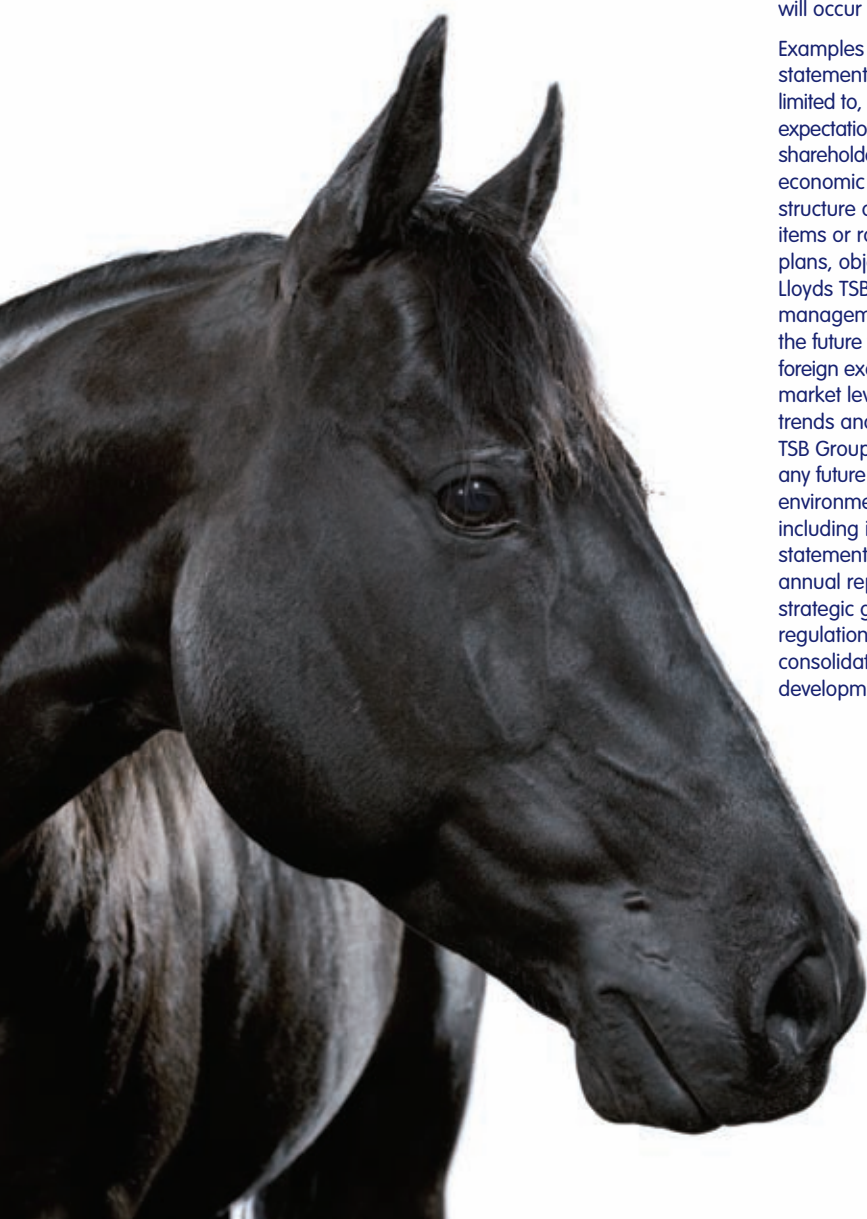 will occur
Examples
statement
limited to,
expectatio
shareholde
economic
structure o
items or ra
plans, obj
Lloyds TSB
managem
the future
foreign exc
market lev
trends and
TSB Group
any future
environme
including i
statement
annual rep
strategic g
regulation
consolidat
developm